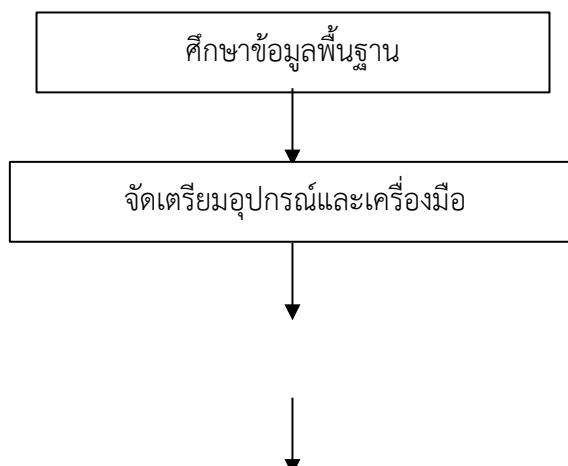 ศึกษาข้อมูลพื้นฐาน
จัดเตรียมอุปกรณ์และเครื่องมือ